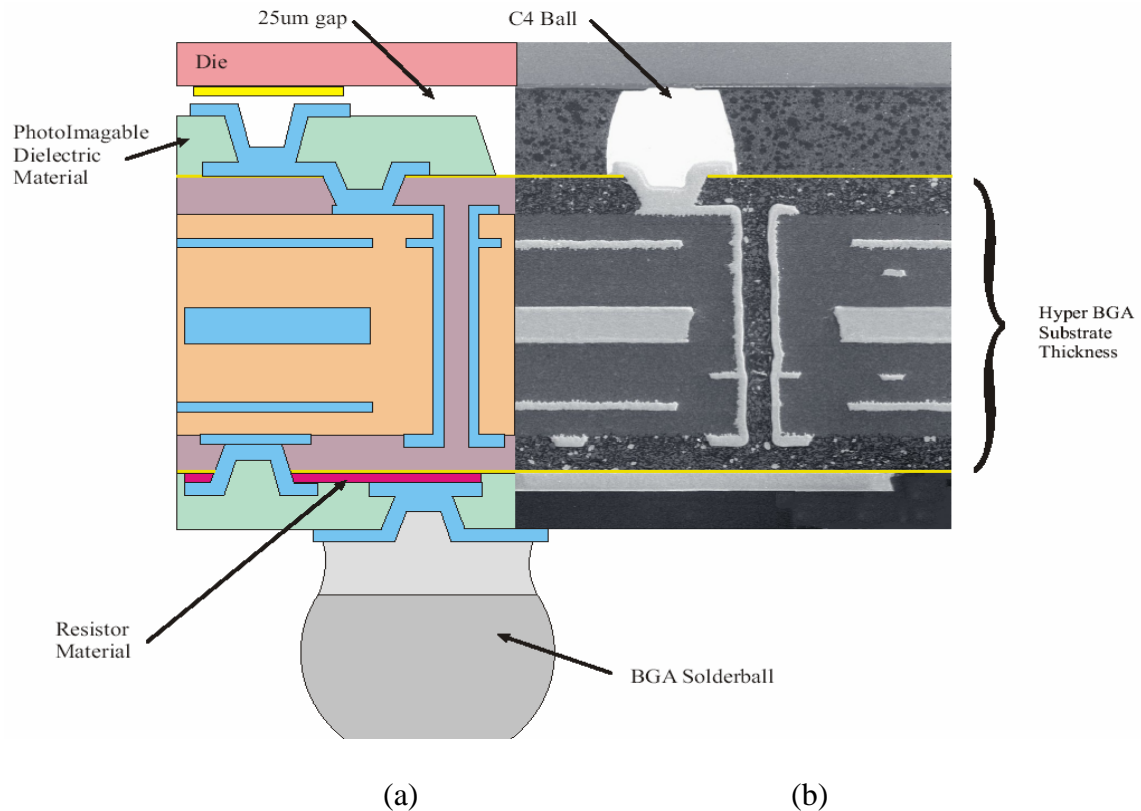 25um gap
C4 Ball
Die
PhotoImagable
Dielectric
Material
Hyper BGA
Substrate
Thickness
Resistor
Material
BGA Solderball
(a)
(b)